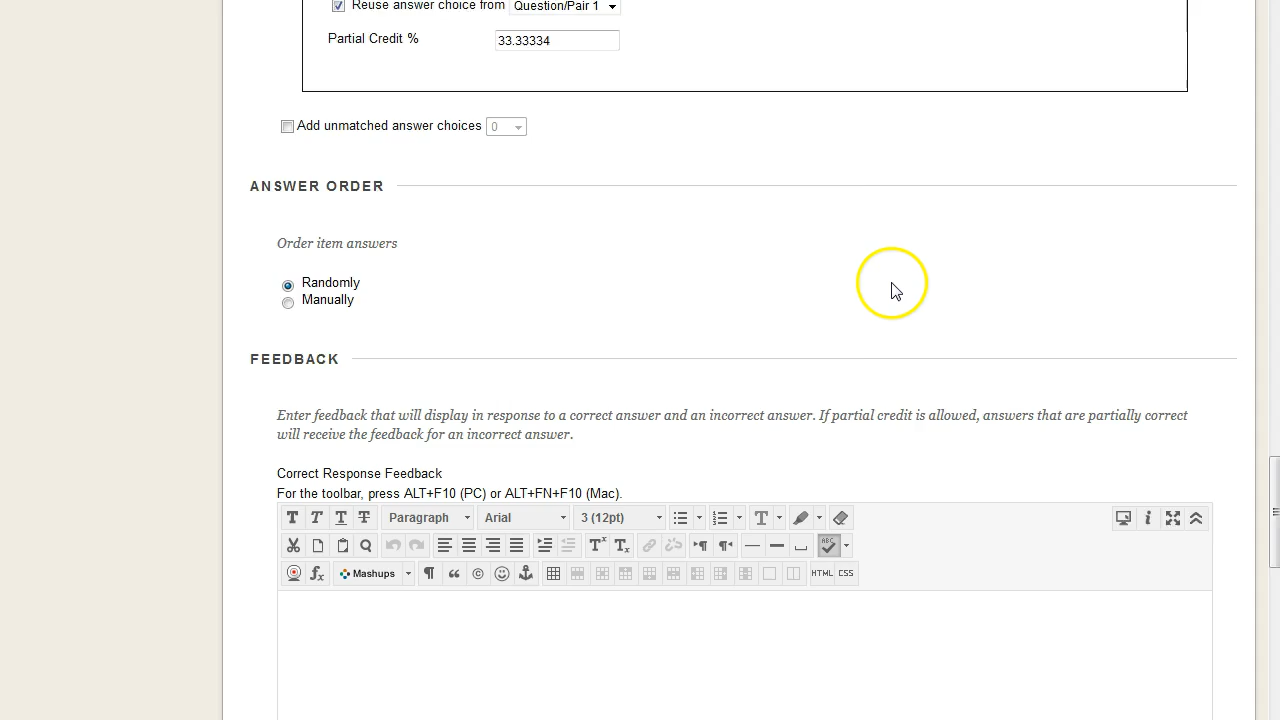 Reuse answer choice from Question/Pair 1
Partial Credit % 33.33334
Add unmatched answer choices 0
ANSWER ORDER
Order item answers
Randomly
Manually
FEEDBACK
Enter feedback that will display in response to a correct answer and an incorrect answer. If partial credit is allowed, answers that are partially correct
will receive the feedback for an incorrect answer.
Correct Response Feedback
For the toolbar, press ALT+F10 (PC) or ALT+FN+F10 (Mac).
T T T T Paragraph Arial 3 (12pt) T
T Tx ABC
fx Mashups HTML CSS